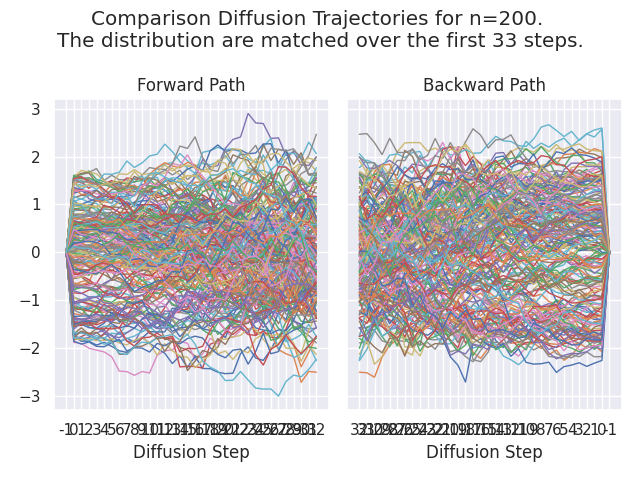 Comparison Diffusion Trajectories for n=200.
The distribution are matched over the first 33 steps.
Forward Path
Backward Path
3
2
1
0
−1
−2
−3
Diffusion Step
Diffusion Step